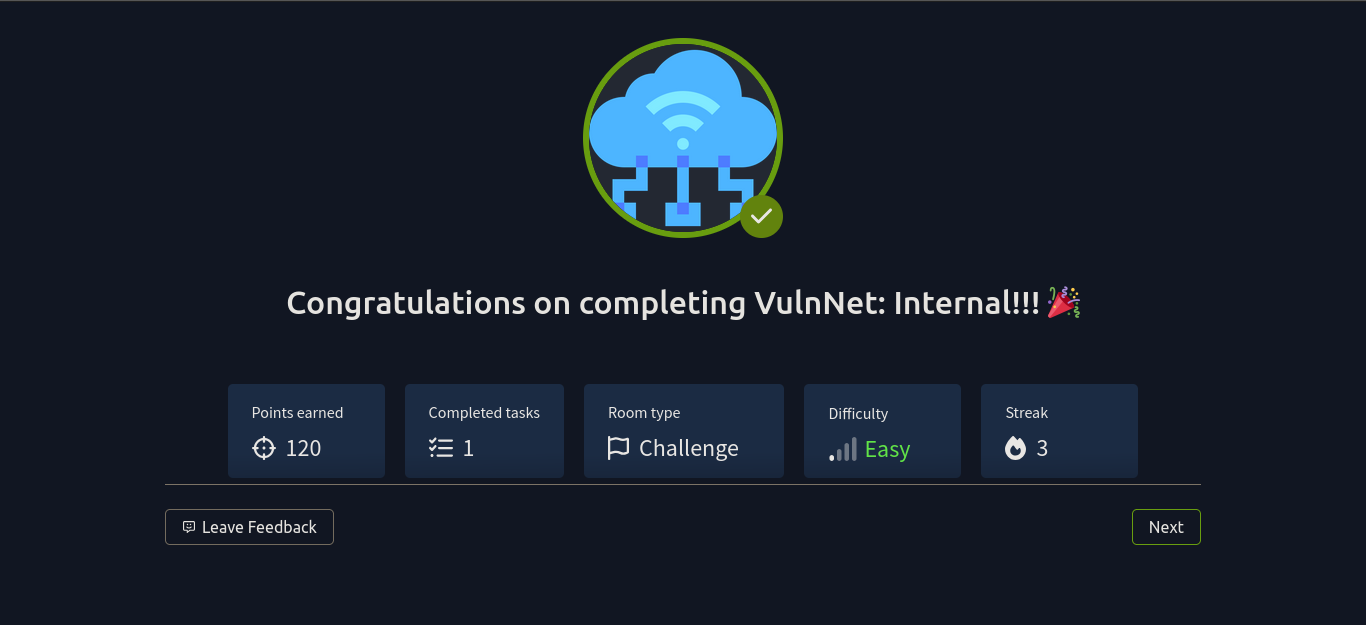 Congratulations on completing VulnNet: Internal!!! 🎉
Points earned
120
Completed tasks
1
Room type
Challenge
Difficulty
Easy
Streak
3
Leave Feedback
Next